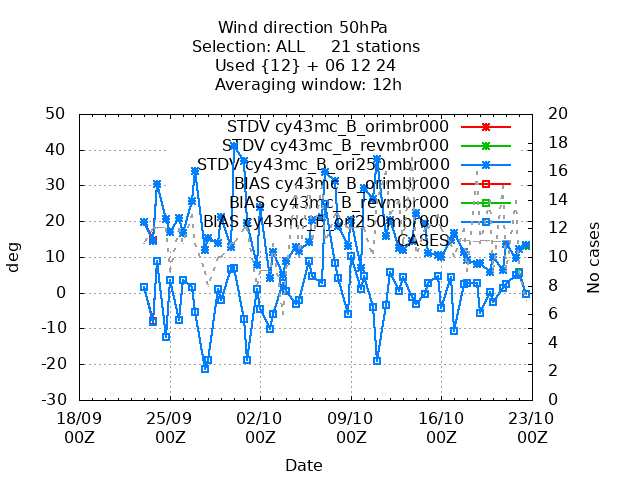 Wind direction 50hPa
Selection: ALL     21 stations
Used {12} + 06 12 24
Averaging window: 12h
50 20
STDV cy43mc_B_orimbr000
40 18
STDV cy43mc_B_revmbr000
STDV cy43mc_B_ori250mbr000
30 16
BIAS cy43mc_B_orimbr000
BIAS cy43mc_B_revmbr000
20 14
BIAS cy43mc_B_ori250mbr000
CASES
10 12
0 10
-10 8
-20 6
-30 4
2
0
deg
No cases
18/09 25/09 02/10 09/10 16/10 23/10
00Z 00Z 00Z 00Z 00Z 00Z
Date